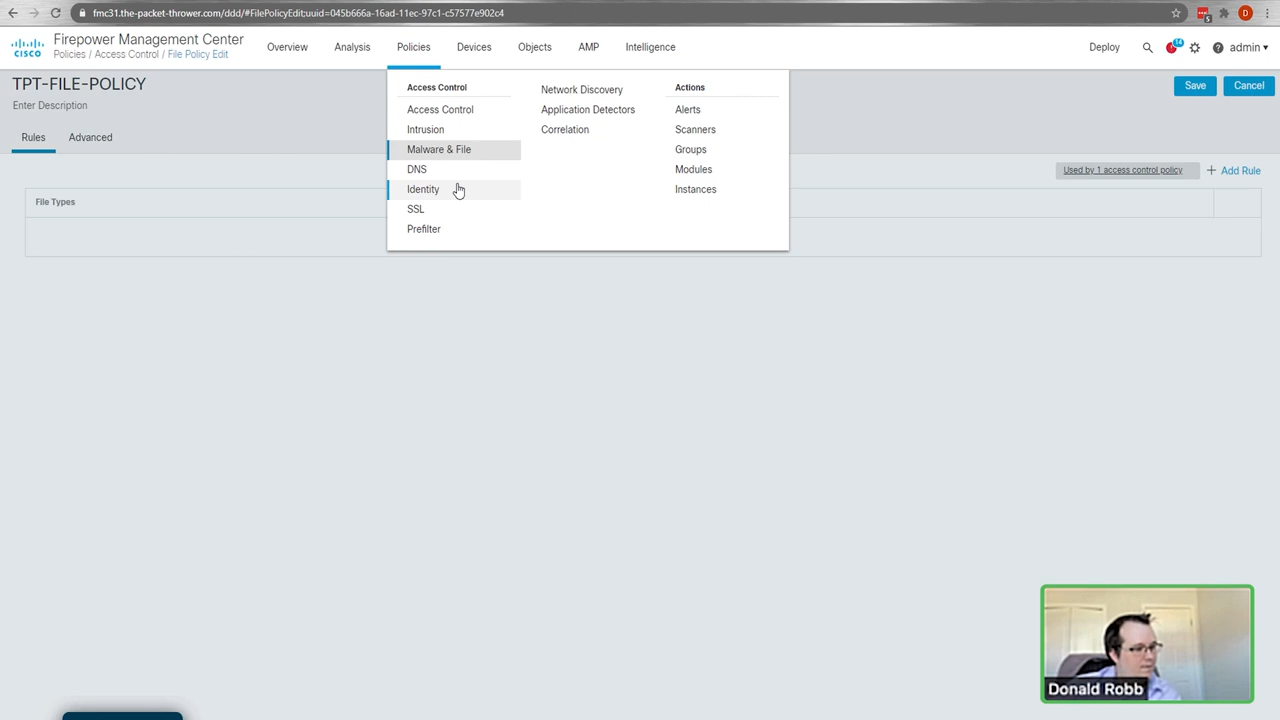 fmc31.the-packet-thrower.com/ddd/#FilePolicyEdit;uuid=045b666a-16ad-11ec-97c1-c57577e902c4
5
D
cisco
Firepower Management Center
Policies / Access Control / File Policy Edit
Overview
Analysis
Policies
Devices
Objects
AMP
Intelligence
Deploy
14
admin
TPT-FILE-POLICY
Enter Description
Save
Cancel
Rules
Advanced
Access Control
Access Control
Intrusion
Malware & File
DNS
Identity
SSL
Prefilter
Network Discovery
Application Detectors
Correlation
Actions
Alerts
Scanners
Groups
Modules
Instances
Used by 1 access control policy
Add Rule
File Types
Donald Robb